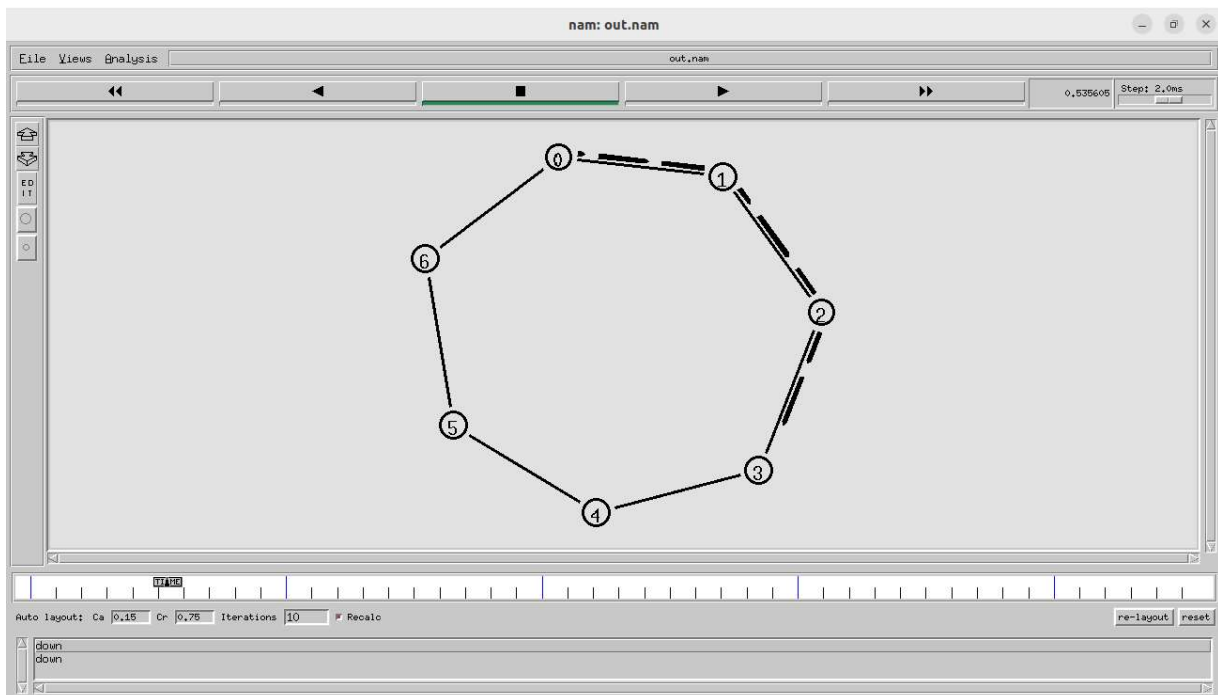 nam: out.nam
File Views Analysis out.nam
0.535605 Step: 2.0ms
ED
IT
0
1
6
2
5
3
4
TIME
Auto layout: Ca 0.15 Cr 0.75 Iterations 10 Recalc re-layout reset
down
down